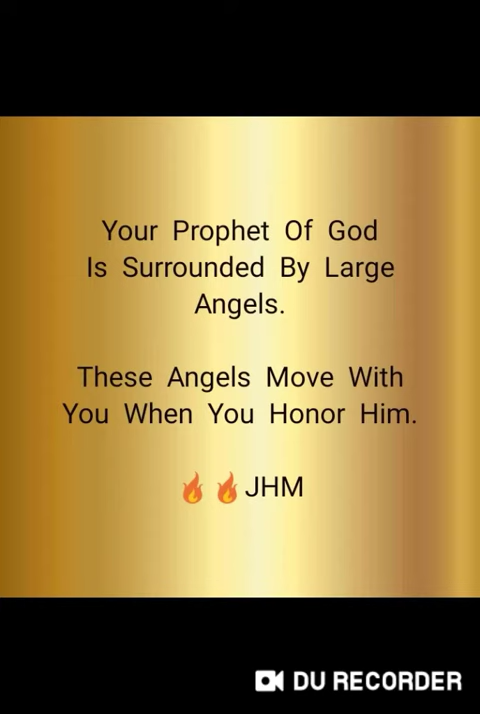 Your Prophet Of God
Is Surrounded By Large
Angels.
These Angels Move With
You When You Honor Him.
🔥🔥JHM
DU RECORDER